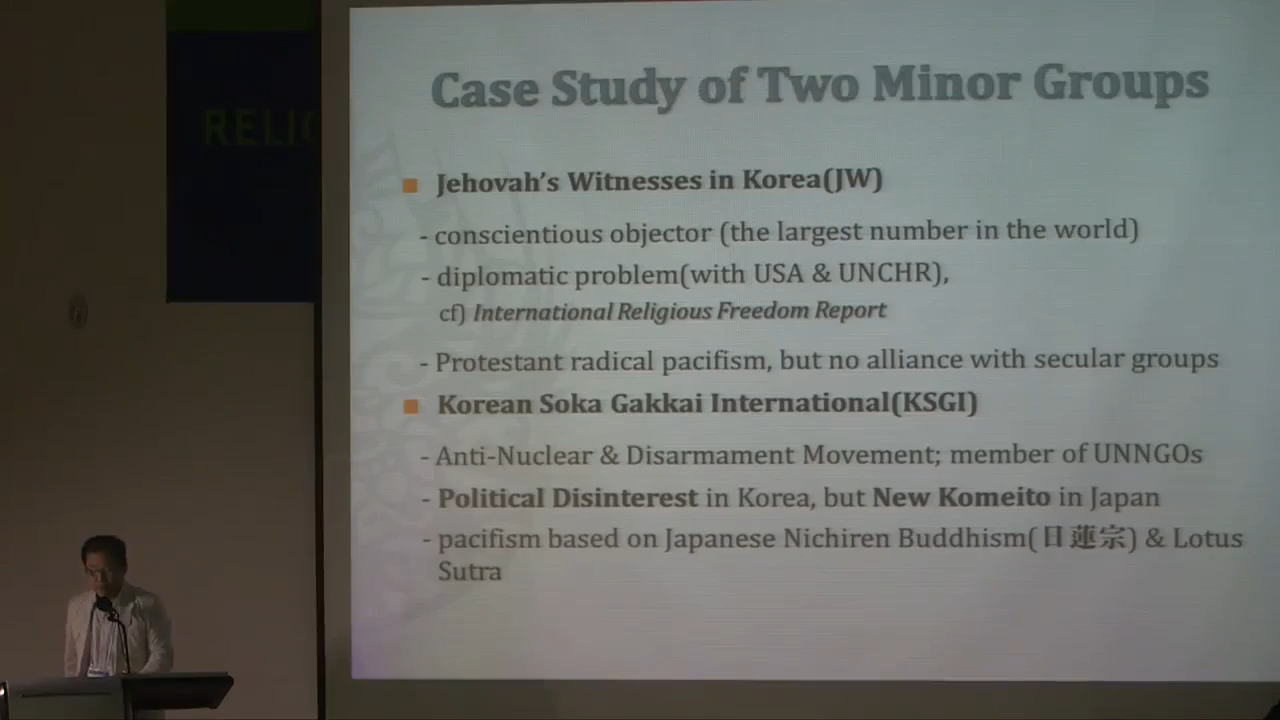 RELIG
Case Study of Two Minor Groups
Jehovah's Witnesses in Korea(JW)
- conscientious objector (the largest number in the world)
- diplomatic problem(with USA & UNCHR),
cf) International Religious Freedom Report
- Protestant radical pacifism, but no alliance with secular groups
Korean Soka Gakkai International(KSGI)
- Anti-Nuclear & Disarmament Movement; member of UNNGOs
- Political Disinterest in Korea, but New Komeito in Japan
- pacifism based on Japanese Nichiren Buddhism(日蓮宗) & Lotus
Sutra